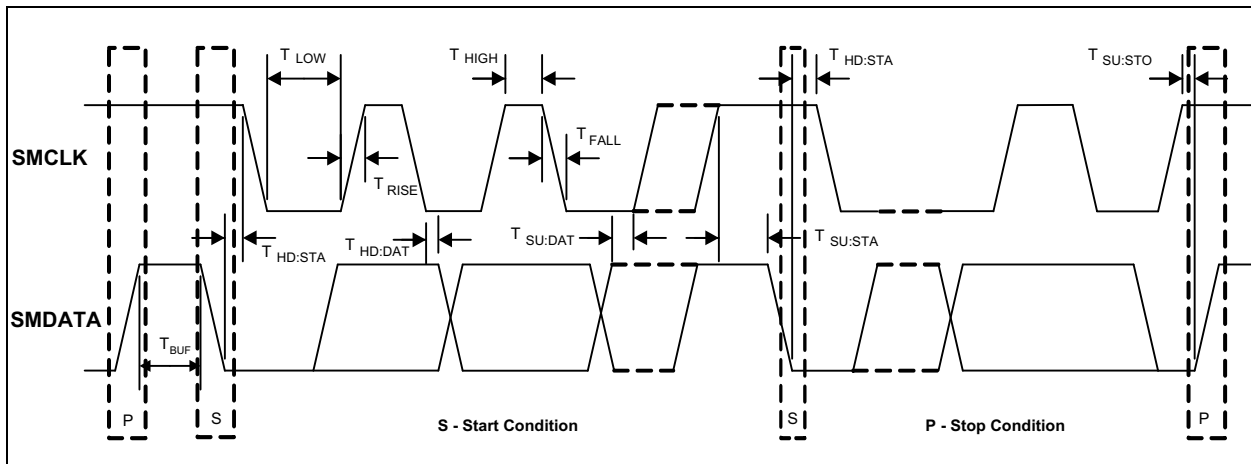 T LOW
T HIGH
T HD:STA
T SU:STO
SMCLK
T FALL
T RISE
T HD:STA
T HD:DAT
T SU:DAT
T SU:STA
SMDATA
T BUF
P
S
S - Start Condition
S
P - Stop Condition
P